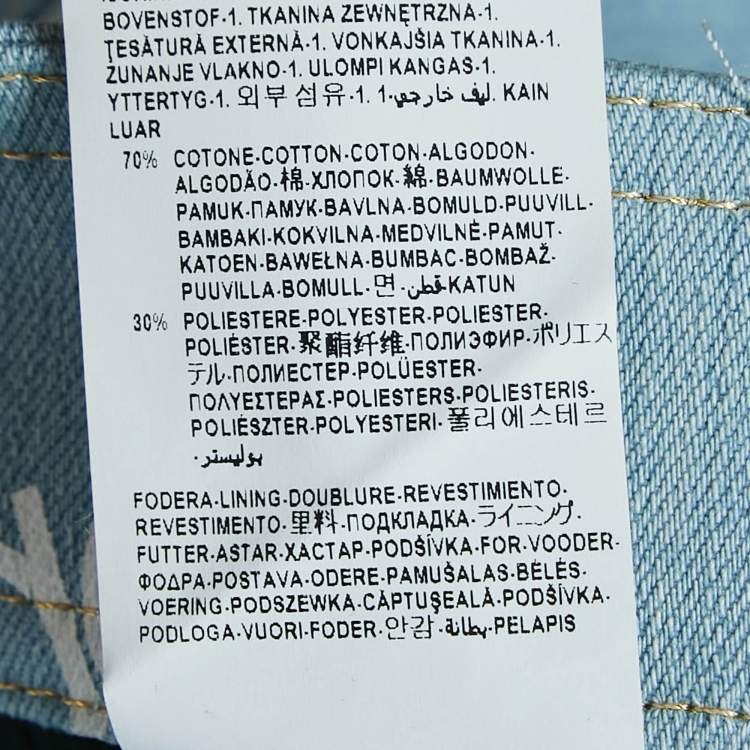 BOVENSTOF·1. TKANINA ZEWNĘTRZNA·1.
ŢESĂTURĂ EXTERNĂ·1. VONKAJŠIA TKANINA·1.
ZUNANJE VLAKNO·1. ULOMPI KANGAS·1.
YTTERTYG·1. 외부 섬유·1. ليف خارجي·1. KAIN
LUAR
70% COTONE·COTTON·COTON·ALGODON·
ALGODÃO·棉·ХЛОПОК·綿·BAUMWOLLE·
PAMUK·ПАМУК·BAVLNA·BOMULD·PUUVILL·
BAMBAKI·KOKVILNA·MEDVILNĖ·PAMUT·
KATOEN·BAWEŁNA·BUMBAC·BOMBAŽ·
PUUVILLA·BOMULL·면·قطن·KATUN
30% POLIESTERE·POLYESTER·POLIESTER·
POLIÉSTER·聚酯纤维·ПОЛИЭФИР·ポリエス
テル·ПОЛИЕСТЕР·POLÜESTER·
ΠΟΛΥΕΣΤΕΡΑΣ·POLIESTERS·POLIESTERIS·
POLIÉSZTER·POLYESTERI·폴리에스테르
·بوليستر
FODERA·LINING·DOUBLURE·REVESTIMIENTO·
REVESTIMENTO·里料·ПОДКЛАДКА·ライニング·
FUTTER·ASTAR·ХАСТАР·PODŠÍVKA·FOR·VOODER·
ΦΟΔΡΑ·POSTAVA·ODERE·PAMUŠALAS·BÉLÉS·
VOERING·PODSZEWKA·CĂPTUŞEALĂ·PODŠÍVKA·
PODLOGA·VUORI·FODER·안감·بطانة·PELAPIS